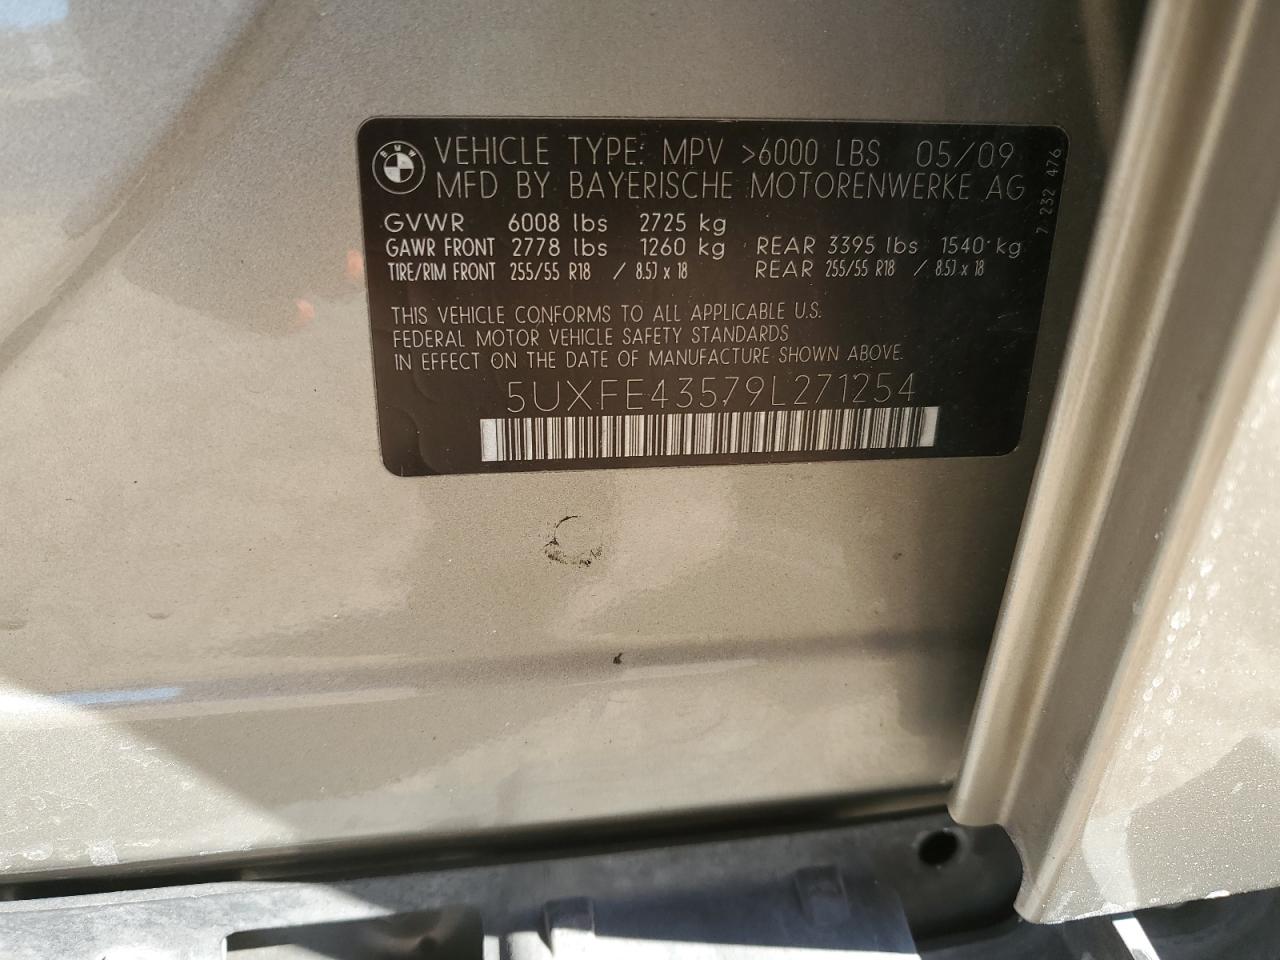 BMW
VEHICLE TYPE: MPV >6000 LBS 05/09
MFD BY BAYERISCHE MOTORENWERKE AG
GVWR 6008 lbs 2725 kg
GAWR FRONT 2778 lbs 1260 kg REAR 3395 lbs 1540 kg
TIRE/RIM FRONT 255/55 R18 / 8.5J x 18 REAR 255/55 R18 / 8.5J x 18
THIS VEHICLE CONFORMS TO ALL APPLICABLE U.S.
FEDERAL MOTOR VEHICLE SAFETY STANDARDS
IN EFFECT ON THE DATE OF MANUFACTURE SHOWN ABOVE.
5UXFE43579L271254
7 232 476